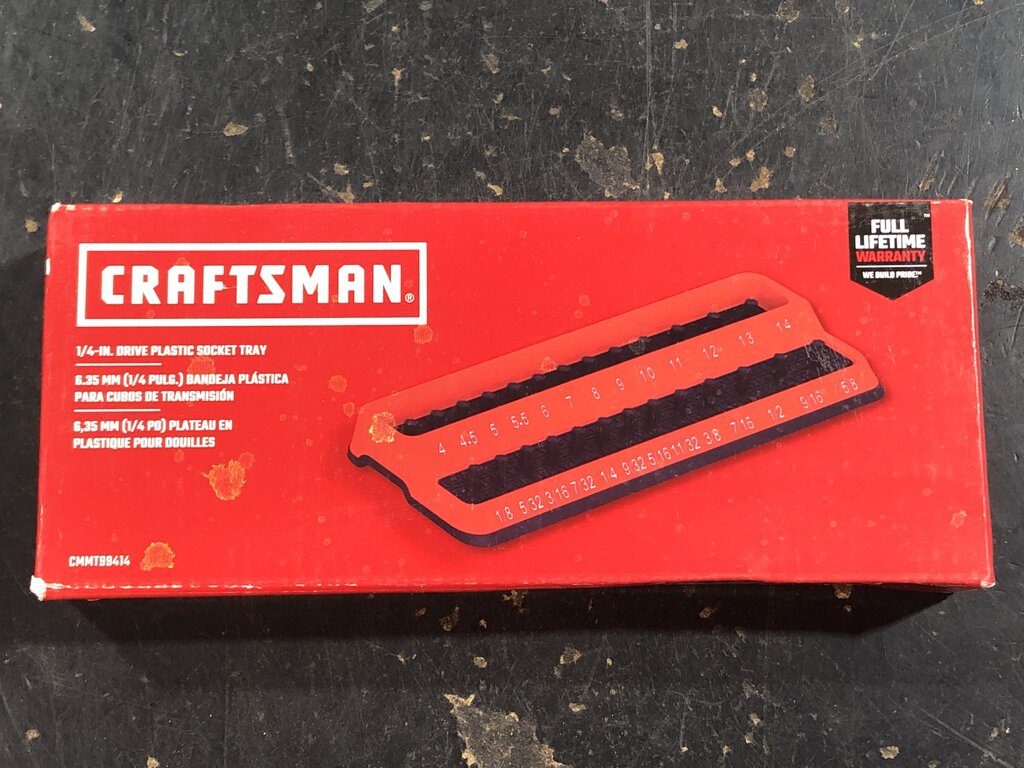 CRAFTSMAN®
1/4-IN. DRIVE PLASTIC SOCKET TRAY
6.35 MM (1/4 PULG.) BANDEJA PLÁSTICA
PARA CUBOS DE TRANSMISIÓN
6,35 MM (1/4 PO) PLATEAU EN
PLASTIQUE POUR DOUILLES
CMMT99414
FULL
LIFETIME
WARRANTY
WE BUILD PRIDE™
™
4 4.5 5 5.5 6 7 8 9 10 11 12 13 14
1/8 5/32 3/16 7/32 1/4 9/32 5/16 11/32 3/8 7/16 1/2 9/16 5/8